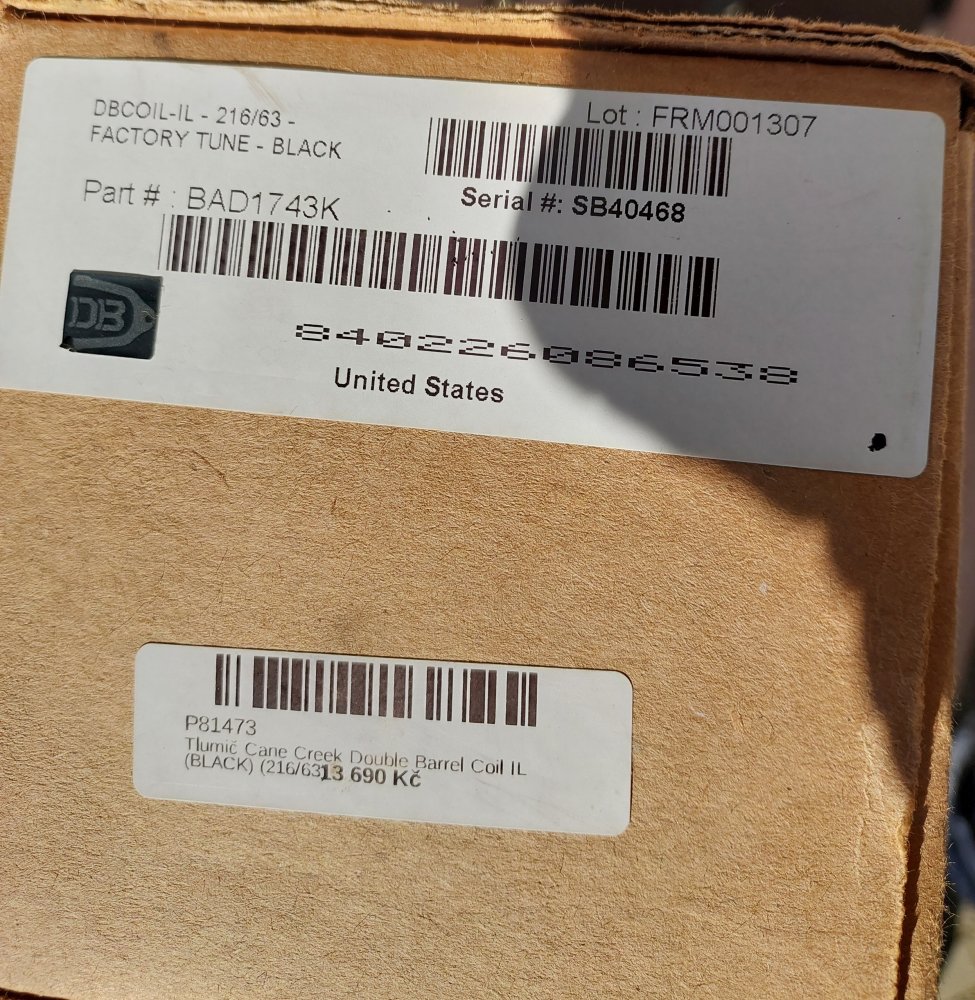 DBCOIL-IL - 216/63 -
FACTORY TUNE - BLACK
Lot : FRM001307
Serial #: SB40468
Part # : BAD1743K
DB
840226086538
United States
P81473
Tlumič Cane Creek Double Barrel Coil IL
(BLACK) (216/63)
13 690 Kč